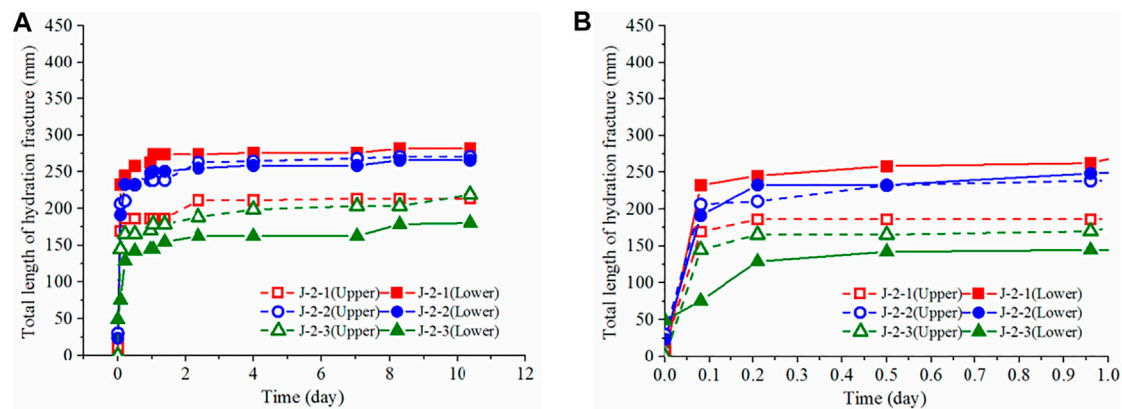 A
Total length of hydration fracture (mm)
450
400
350
300
250
200
150
100
50
0
J-2-1(Upper) J-2-1(Lower)
J-2-2(Upper) J-2-2(Lower)
J-2-3(Upper) J-2-3(Lower)
0 2 4 6 8 10 12
Time (day)
B
Total length of hydration fracture (mm)
450
400
350
300
250
200
150
100
50
0
J-2-1(Upper) J-2-1(Lower)
J-2-2(Upper) J-2-2(Lower)
J-2-3(Upper) J-2-3(Lower)
0.0 0.1 0.2 0.3 0.4 0.5 0.6 0.7 0.8 0.9 1.0
Time (day)